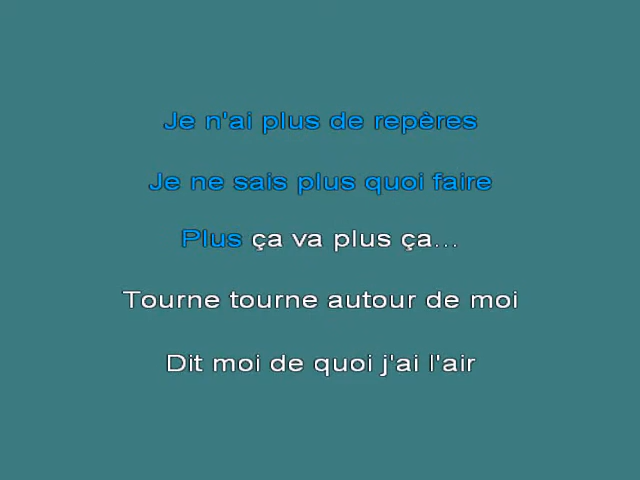 Je n'ai plus de repères
Je ne sais plus quoi faire
Plus ça va plus ça...
Tourne tourne autour de moi
Dit moi de quoi j'ai l'air